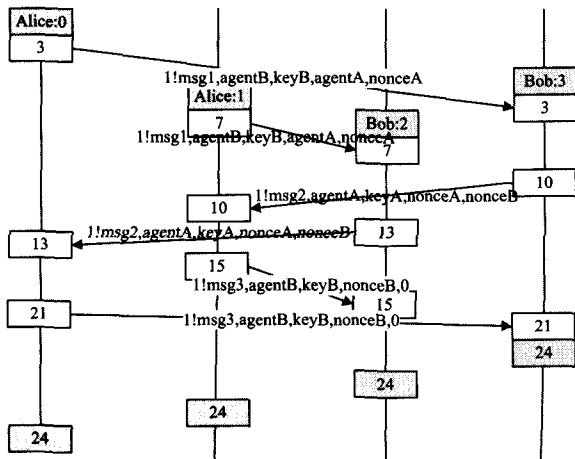 Alice:0
3
1!msg1,agentB,keyB,agentA,nonceA
Bob:3
3
Alice:1
7
1!msg1,agentB,keyB,agentA,nonceA
Bob:2
7
10
1!msg2,agentA,keyA,nonceA,nonceB
10
13
1!msg2,agentA,keyA,nonceA,nonceB
13
15
1!msg3,agentB,keyB,nonceB,0
15
21
1!msg3,agentB,keyB,nonceB,0
21
24
24
24
24